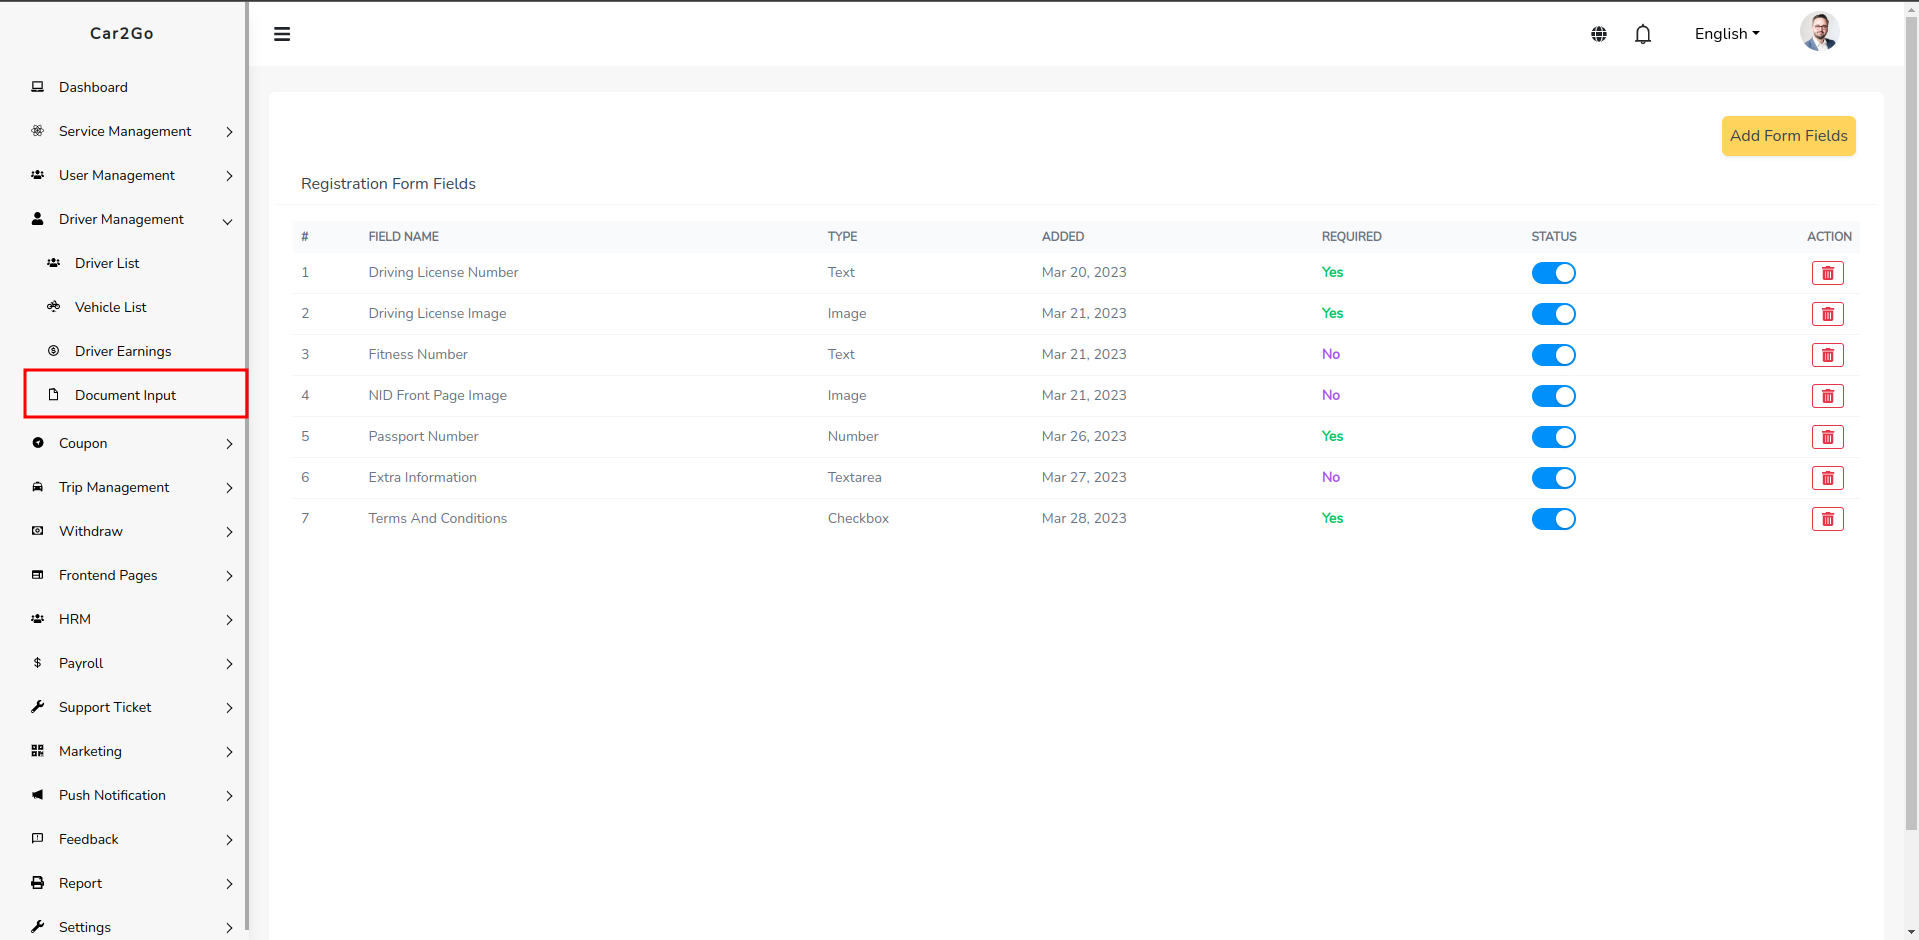 Car2Go
English
Dashboard
Service Management
User Management
Driver Management
Driver List
Vehicle List
Driver Earnings
Document Input
Coupon
Trip Management
Withdraw
Frontend Pages
HRM
Payroll
Support Ticket
Marketing
Push Notification
Feedback
Report
Settings
Add Form Fields
Registration Form Fields
# FIELD NAME TYPE ADDED REQUIRED STATUS ACTION
1 Driving License Number Text Mar 20, 2023 Yes
2 Driving License Image Image Mar 21, 2023 Yes
3 Fitness Number Text Mar 21, 2023 No
4 NID Front Page Image Image Mar 21, 2023 No
5 Passport Number Number Mar 26, 2023 Yes
6 Extra Information Textarea Mar 27, 2023 No
7 Terms And Conditions Checkbox Mar 28, 2023 Yes